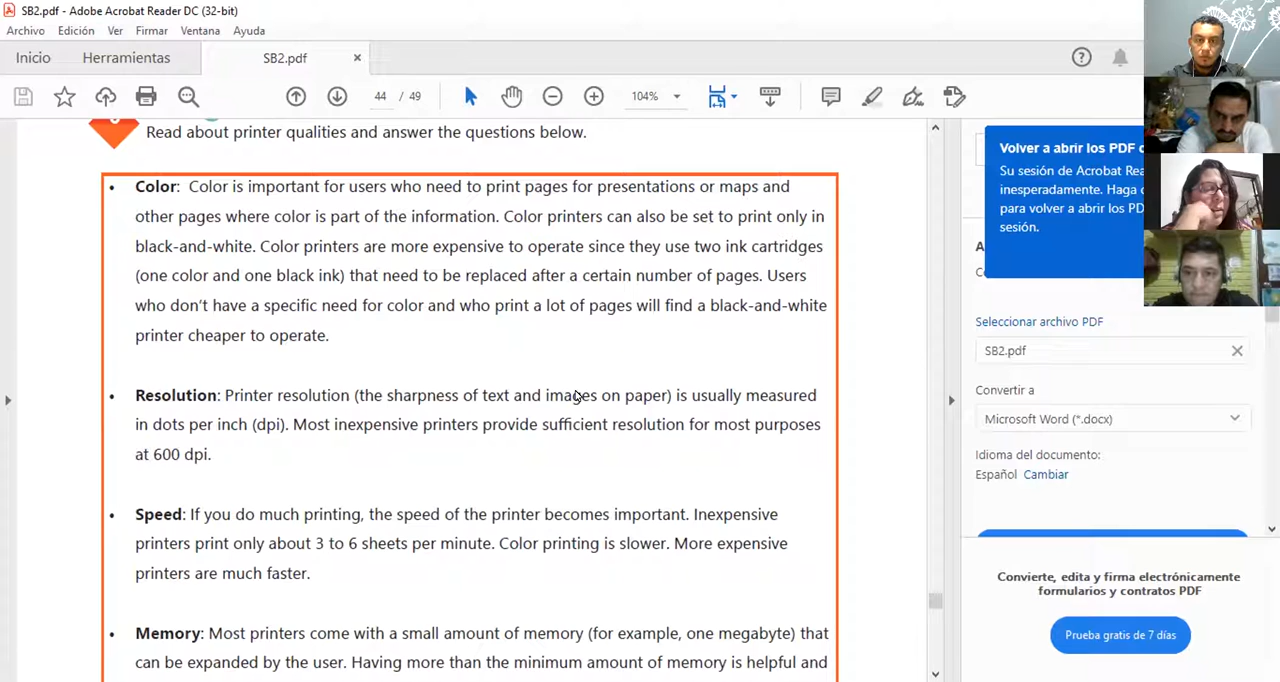 SB2.pdf - Adobe Acrobat Reader DC (32-bit)
Archivo Edición Ver Firmar Ventana Ayuda
Inicio Herramientas SB2.pdf ×
44 / 49 104%
Read about printer qualities and answer the questions below.
• Color: Color is important for users who need to print pages for presentations or maps and
other pages where color is part of the information. Color printers can also be set to print only in
black-and-white. Color printers are more expensive to operate since they use two ink cartridges
(one color and one black ink) that need to be replaced after a certain number of pages. Users
who don’t have a specific need for color and who print a lot of pages will find a black-and-white
printer cheaper to operate.
• Resolution: Printer resolution (the sharpness of text and images on paper) is usually measured
in dots per inch (dpi). Most inexpensive printers provide sufficient resolution for most purposes
at 600 dpi.
• Speed: If you do much printing, the speed of the printer becomes important. Inexpensive
printers print only about 3 to 6 sheets per minute. Color printing is slower. More expensive
printers are much faster.
• Memory: Most printers come with a small amount of memory (for example, one megabyte) that
can be expanded by the user. Having more than the minimum amount of memory is helpful and
Volver a abrir los PDF
Su sesión de Acrobat
inesperadamente. Haga
para volver a abrir los
sesión.
Seleccionar archivo PDF
SB2.pdf
Convertir a
Microsoft Word (*.docx)
Idioma del documento:
Español Cambiar
Convierte, edita y firma electrónicamente
formularios y contratos PDF
Prueba gratis de 7 días